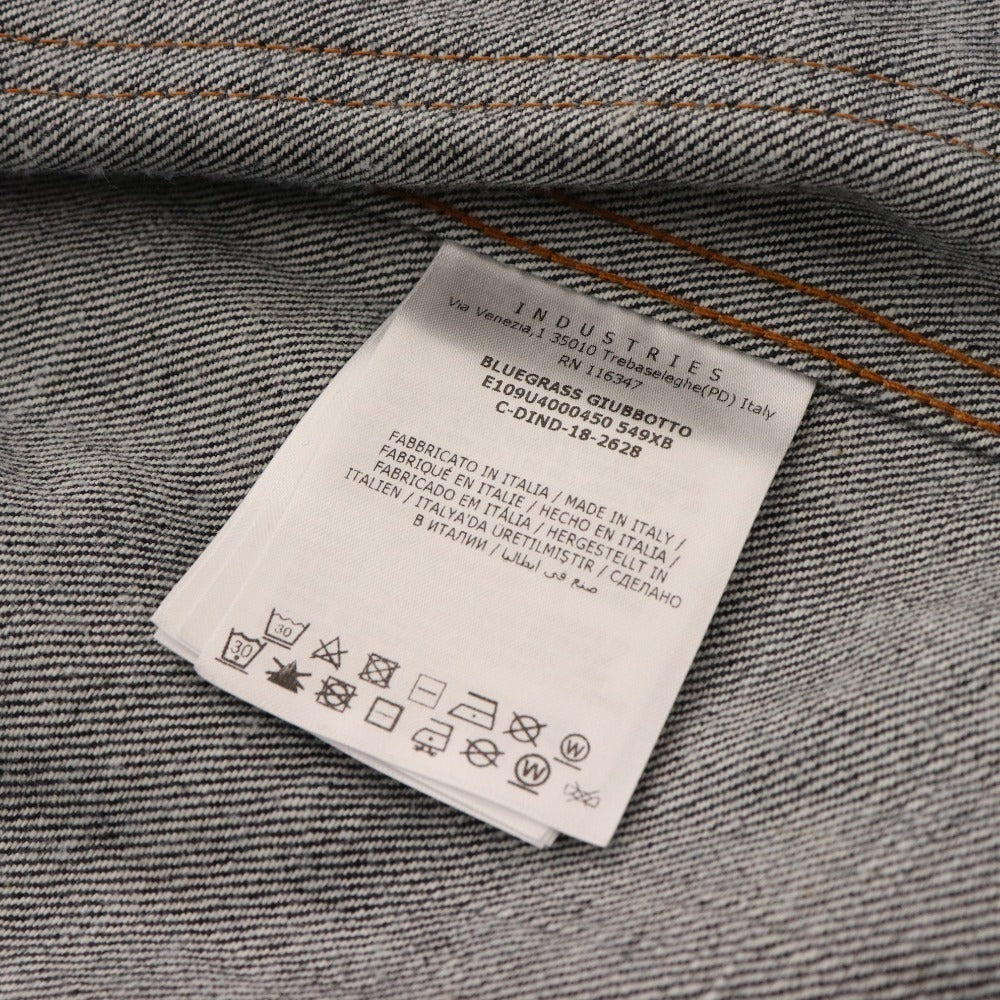 INDUSTRIES
Via Venezia,1 35010 Trebaseleghe(PD) Italy
RN 116347
BLUEGRASS GIUBBOTTO
E109U4000450 549XB
C-DIND-18-2628
FABBRICATO IN ITALIA / MADE IN ITALY /
FABRIQUÉ EN ITALIE / HECHO EN ITALIA /
FABRICADO EM ITÁLIA / HERGESTELLT IN
ITALIEN / ITALYA'DA ÜRETILMIŞTIR / СДЕЛАНО
В ИТАЛИИ / صنع في ايطاليا
30
W
30
W